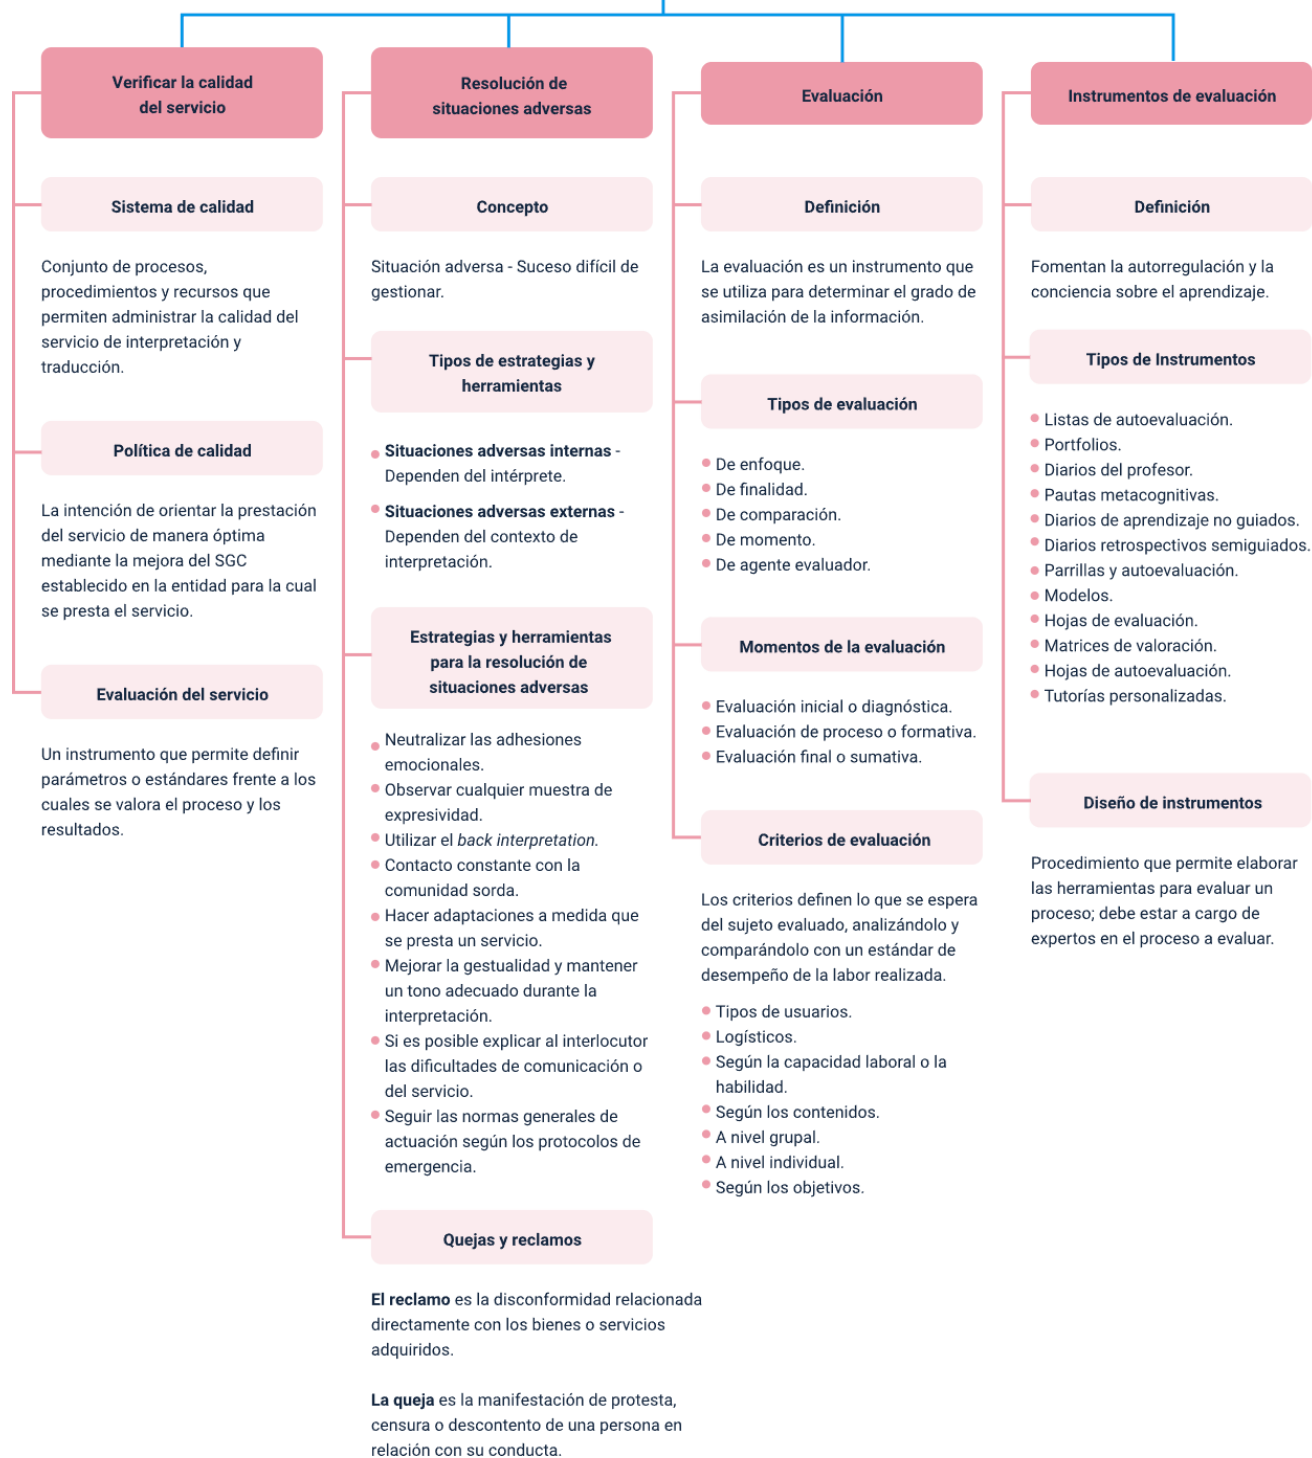 Verificar la calidad
del servicio
Sistema de calidad
Conjunto de procesos,
procedimientos y recursos que
permiten administrar la calidad del
servicio de interpretación y
traducción.
Política de calidad
La intención de orientar la prestación
del servicio de manera óptima
mediante la mejora del SGC
establecido en la entidad para la cual
se presta el servicio.
Evaluación del servicio
Un instrumento que permite definir
parámetros o estándares frente a los
cuales se valora el proceso y los
resultados.
Resolución de
situaciones adversas
Concepto
Situación adversa - Suceso difícil de
gestionar.
Tipos de estrategias y
herramientas
Situaciones adversas internas -
Dependen del intérprete.
Situaciones adversas externas -
Dependen del contexto de
interpretación.
Estrategias y herramientas
para la resolución de
situaciones adversas
Neutralizar las adhesiones
emocionales.
Observar cualquier muestra de
expresividad.
Utilizar el back interpretation.
Contacto constante con la
comunidad sorda.
Hacer adaptaciones a medida que
se presta un servicio.
Mejorar la gestualidad y mantener
un tono adecuado durante la
interpretación.
Si es posible explicar al interlocutor
las dificultades de comunicación o
del servicio.
Seguir las normas generales de
actuación según los protocolos de
emergencia.
Quejas y reclamos
El reclamo es la disconformidad relacionada
directamente con los bienes o servicios
adquiridos.
La queja es la manifestación de protesta,
censura o descontento de una persona en
relación con su conducta.
Evaluación
Definición
La evaluación es un instrumento que
se utiliza para determinar el grado de
asimilación de la información.
Tipos de evaluación
De enfoque.
De finalidad.
De comparación.
De momento.
De agente evaluador.
Momentos de la evaluación
Evaluación inicial o diagnóstica.
Evaluación de proceso o formativa.
Evaluación final o sumativa.
Criterios de evaluación
Los criterios definen lo que se espera
del sujeto evaluado, analizándolo y
comparándolo con un estándar de
desempeño de la labor realizada.
Tipos de usuarios.
Logísticos.
Según la capacidad laboral o la
habilidad.
Según los contenidos.
A nivel grupal.
A nivel individual.
Según los objetivos.
Instrumentos de evaluación
Definición
Fomentan la autorregulación y la
conciencia sobre el aprendizaje.
Tipos de Instrumentos
Listas de autoevaluación.
Portfolios.
Diarios del profesor.
Pautas metacognitivas.
Diarios de aprendizaje no guiados.
Diarios retrospectivos semiguiados.
Parrillas y autoevaluación.
Modelos.
Hojas de evaluación.
Matrices de valoración.
Hojas de autoevaluación.
Tutorías personalizadas.
Diseño de instrumentos
Procedimiento que permite elaborar
las herramientas para evaluar un
proceso; debe estar a cargo de
expertos en el proceso a evaluar.